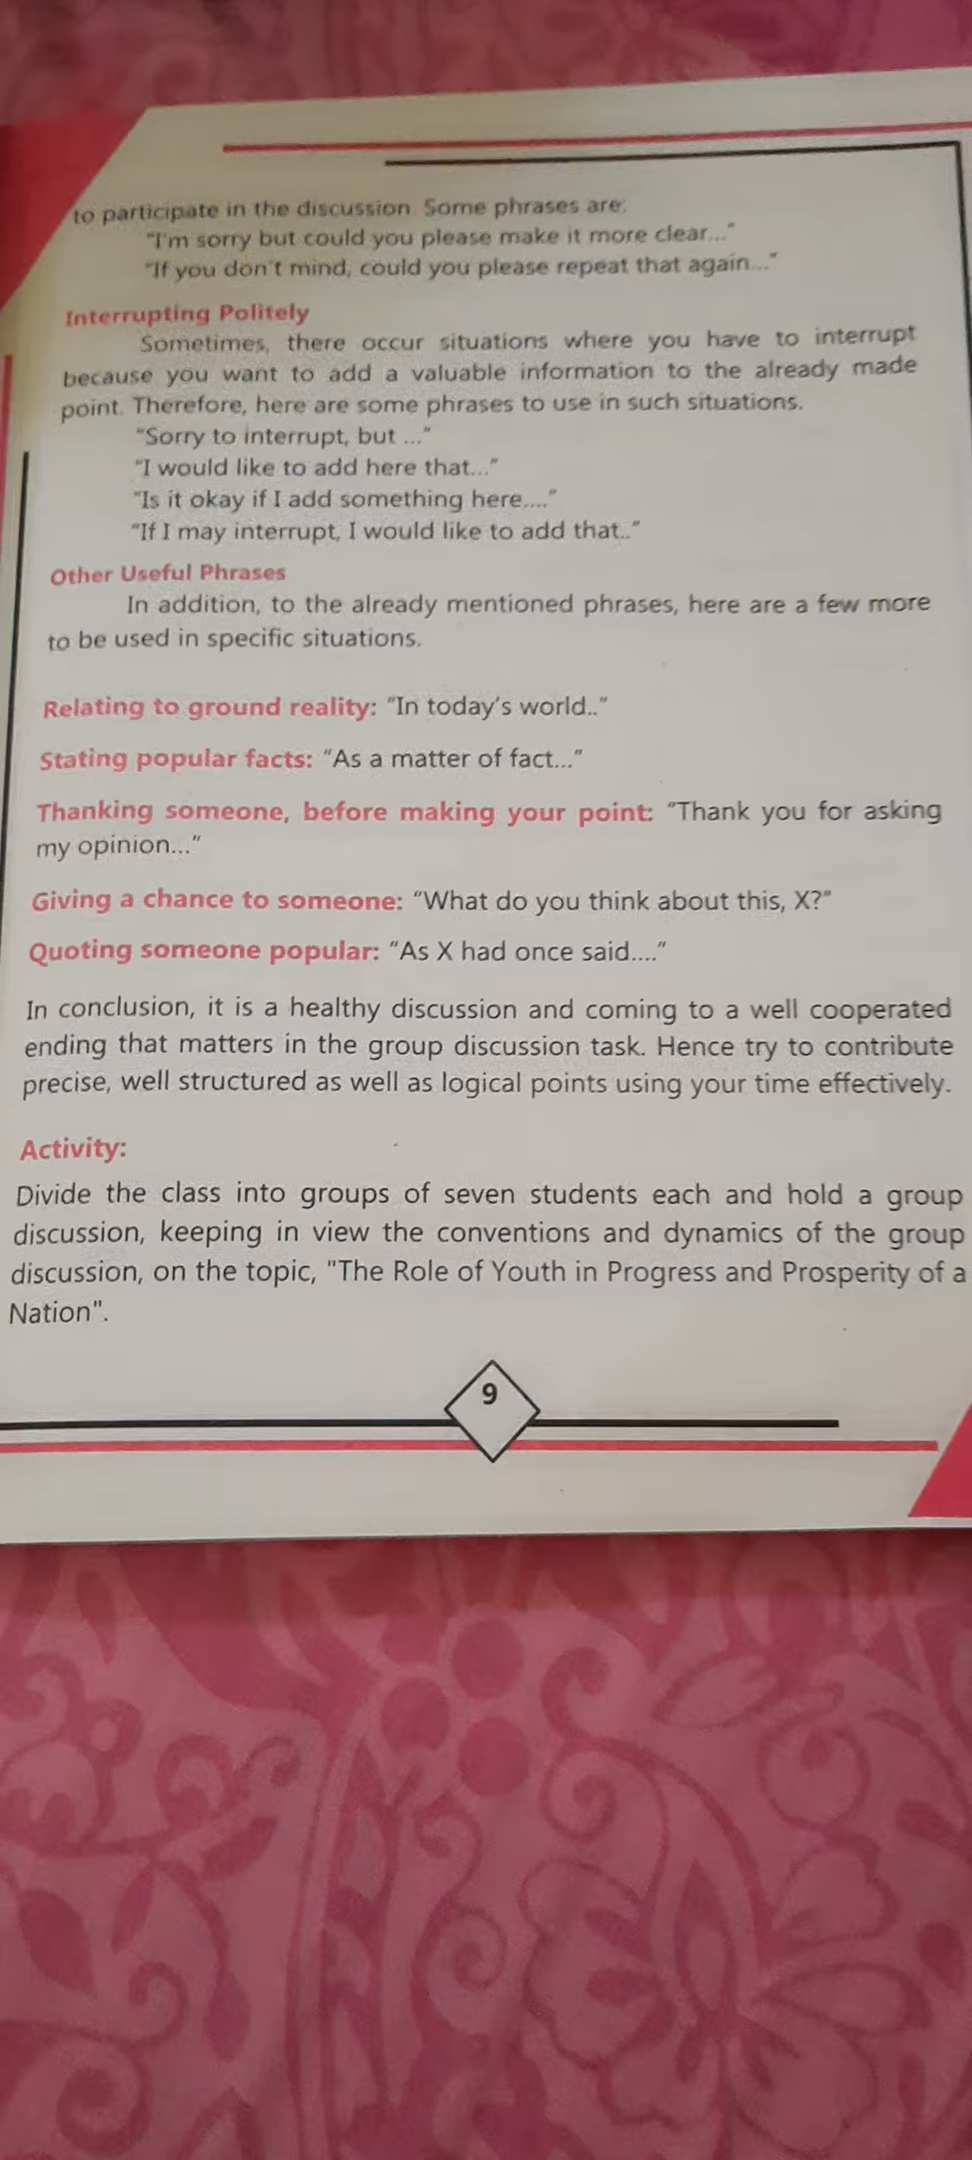 to participate in the discussion. Some phrases are:
"I'm sorry but could you please make it more clear..."
"If you don't mind, could you please repeat that again..."
Interrupting Politely
Sometimes, there occur situations where you have to interrupt
because you want to add a valuable information to the already made
point. Therefore, here are some phrases to use in such situations.
"Sorry to interrupt, but ..."
"I would like to add here that..."
"Is it okay if I add something here...."
"If I may interrupt, I would like to add that.."
Other Useful Phrases
In addition, to the already mentioned phrases, here are a few more
to be used in specific situations.
Relating to ground reality: "In today's world.."
Stating popular facts: "As a matter of fact..."
Thanking someone, before making your point: "Thank you for asking
my opinion..."
Giving a chance to someone: "What do you think about this, X?"
Quoting someone popular: "As X had once said...."
In conclusion, it is a healthy discussion and coming to a well cooperated
ending that matters in the group discussion task. Hence try to contribute
precise, well structured as well as logical points using your time effectively.
Activity:
Divide the class into groups of seven students each and hold a group
discussion, keeping in view the conventions and dynamics of the group
discussion, on the topic, "The Role of Youth in Progress and Prosperity of a
Nation".
9